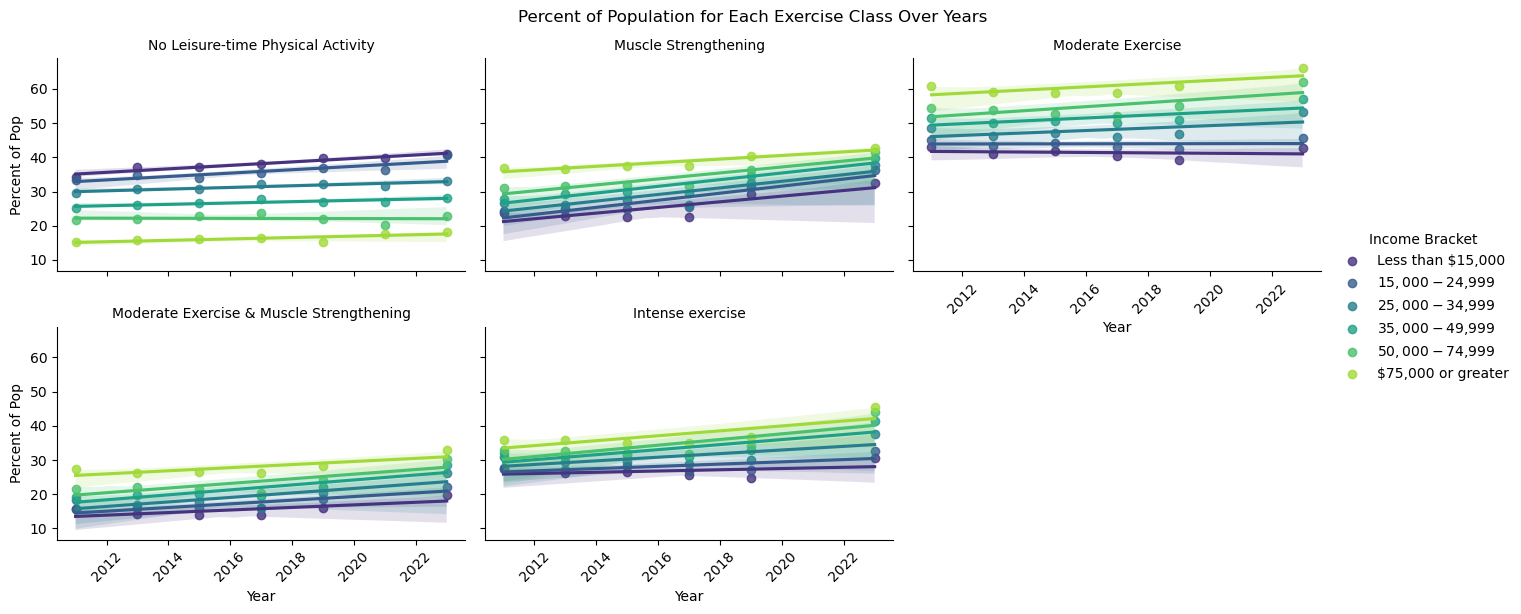 Percent of Population for Each Exercise Class Over Years
No Leisure-time Physical Activity
Muscle Strengthening
Moderate Exercise
Percent of Pop
60
50
40
30
20
10
2012
2014
2016
2018
2020
2022
Year
Income Bracket
Less than $15,000
15,000-24,999
25,000-34,999
35,000-49,999
50,000-74,999
$75,000 or greater
Moderate Exercise & Muscle Strengthening
Intense exercise
Percent of Pop
60
50
40
30
20
10
2012
2014
2016
2018
2020
2022
Year
2012
2014
2016
2018
2020
2022
Year